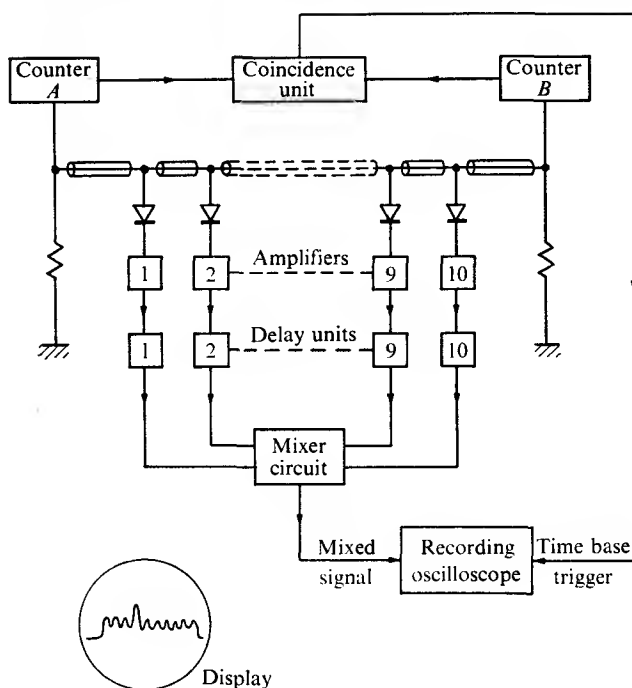 Counter
A
Coincidence
unit
Counter
B
Amplifiers
1
2
9
10
Delay units
1
2
9
10
Mixer
circuit
Mixed
signal
Recording
oscilloscope
Time base
trigger
Display